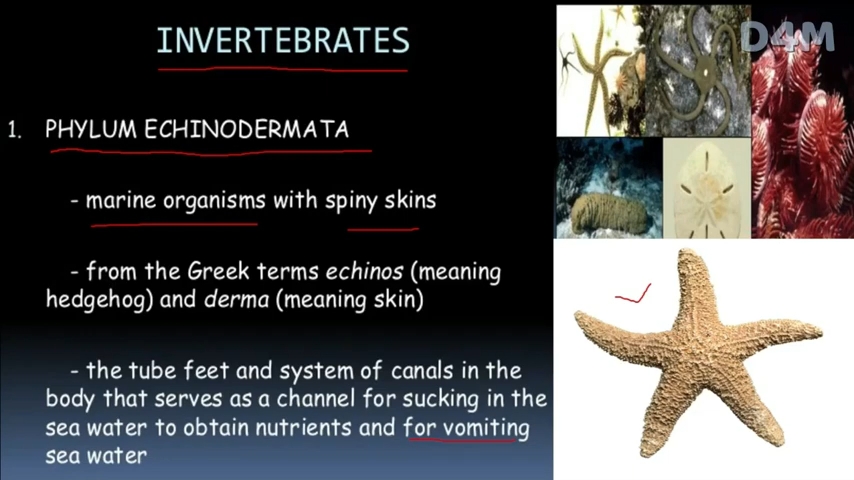 INVERTEBRATES
D4M
1. PHYLUM ECHINODERMATA
- marine organisms with spiny skins
- from the Greek terms echinos (meaning
hedgehog) and derma (meaning skin)
- the tube feet and system of canals in the
body that serves as a channel for sucking in the
sea water to obtain nutrients and for vomiting
sea water